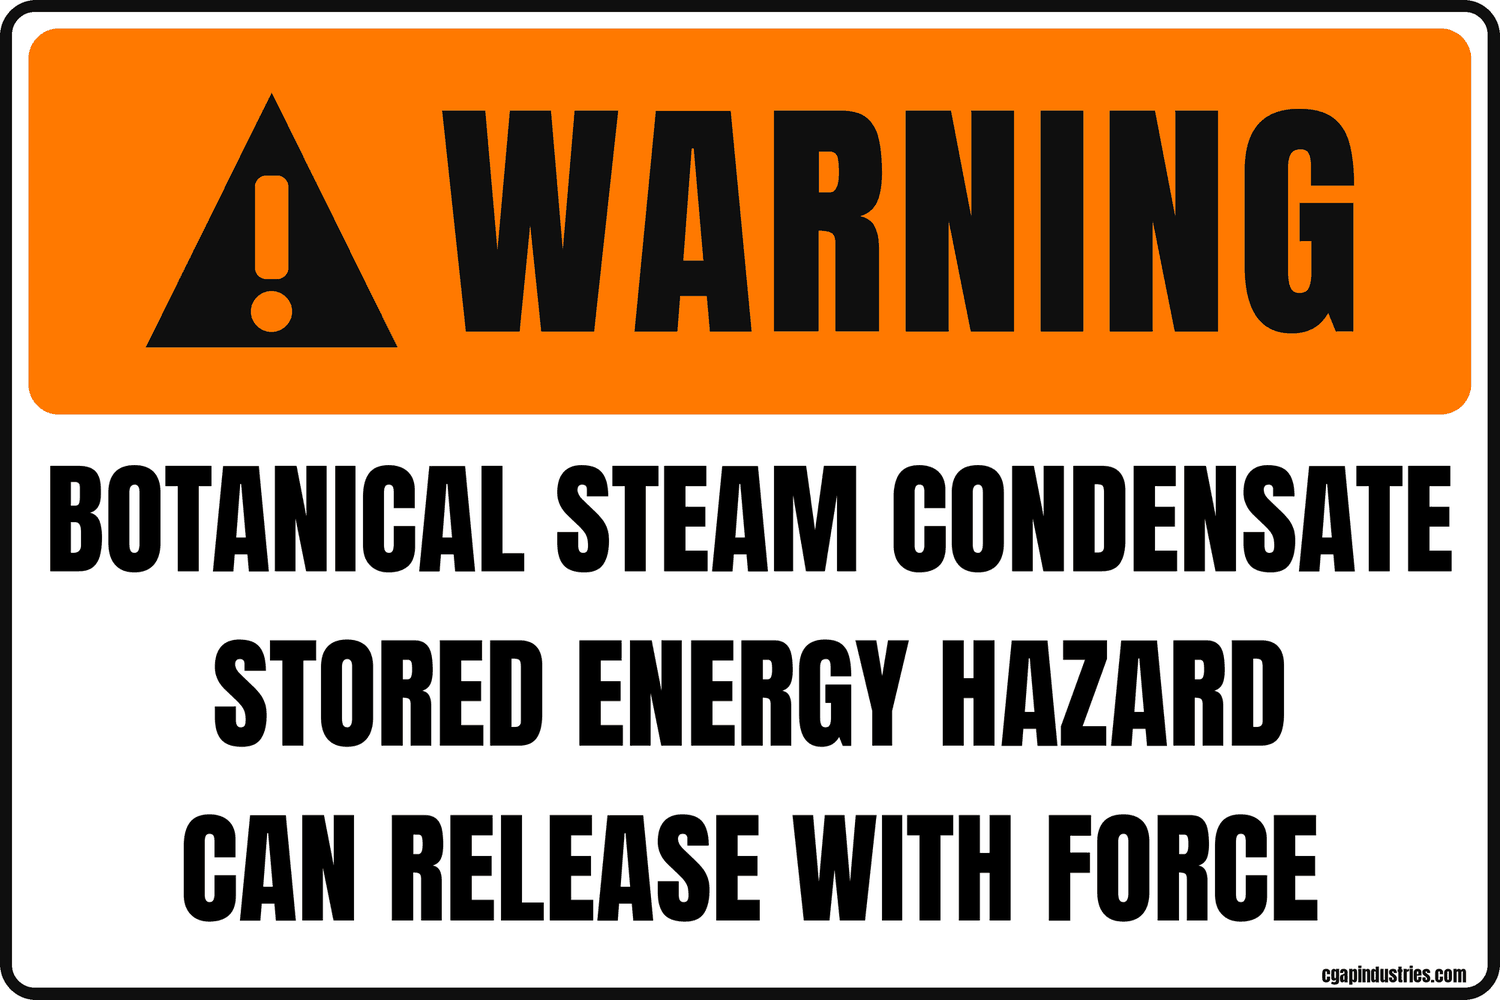 WARNING
BOTANICAL STEAM CONDENSATE
STORED ENERGY HAZARD
CAN RELEASE WITH FORCE
cgapindustries.com